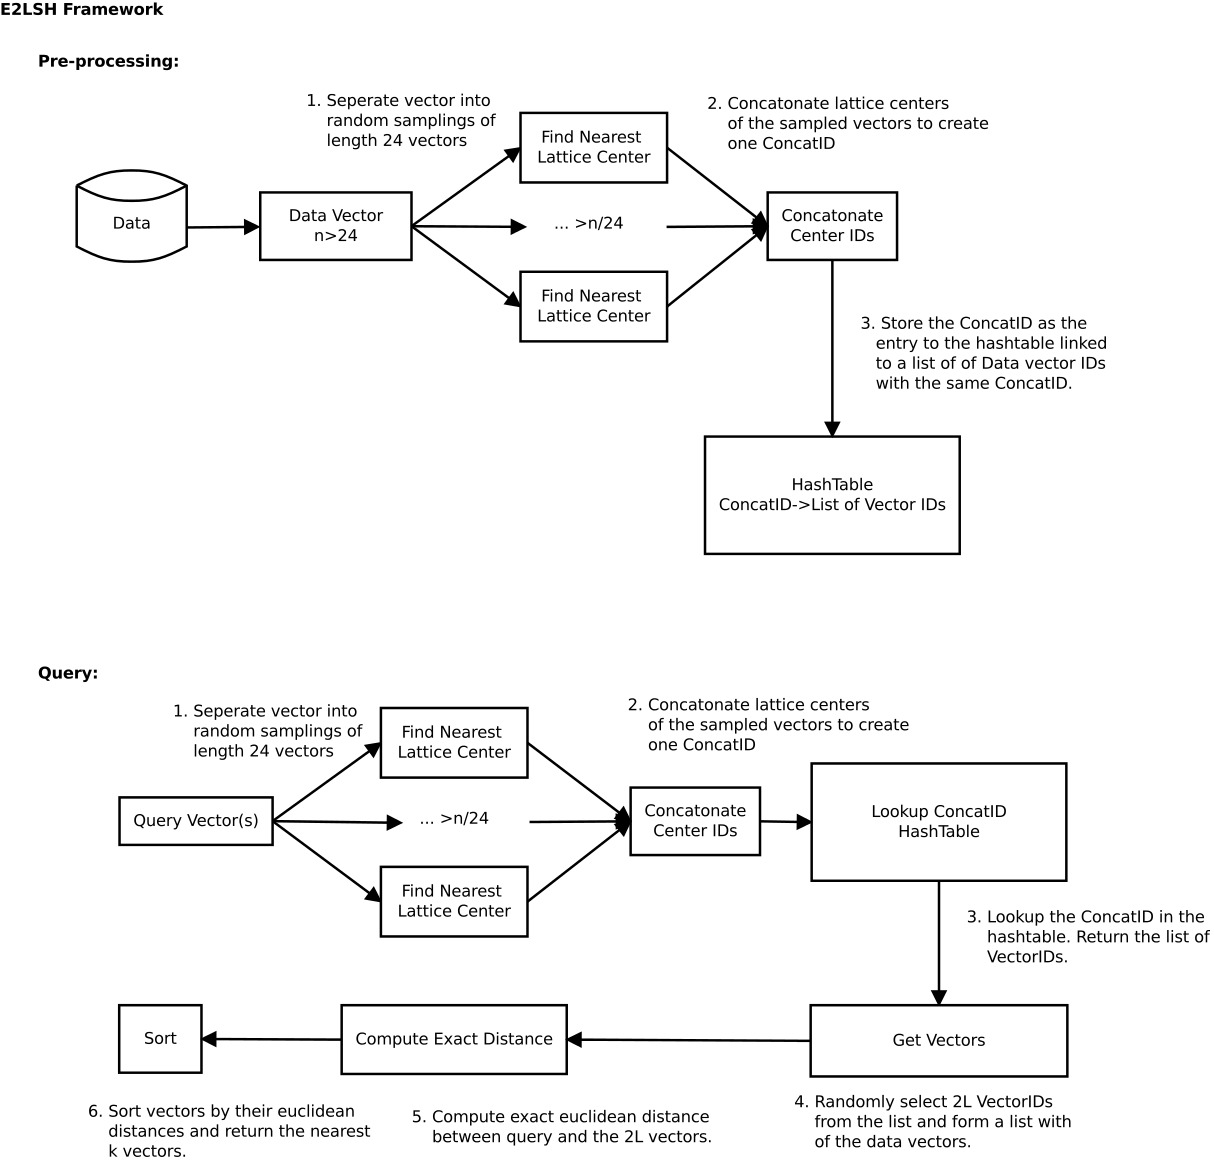 E2LSH Framework
Pre-processing:
1. Seperate vector into
random samplings of
length 24 vectors
2. Concatonate lattice centers
of the sampled vectors to create
one ConcatID
Find Nearest
Lattice Center
Data
Data Vector
n>24
... >n/24
Concatonate
Center IDs
Find Nearest
Lattice Center
3. Store the ConcatID as the
entry to the hashtable linked
to a list of of Data vector IDs
with the same ConcatID.
HashTable
ConcatID->List of Vector IDs
Query:
1. Seperate vector into
random samplings of
length 24 vectors
2. Concatonate lattice centers
of the sampled vectors to create
one ConcatID
Find Nearest
Lattice Center
Query Vector(s)
... >n/24
Concatonate
Center IDs
Lookup ConcatID
HashTable
Find Nearest
Lattice Center
3. Lookup the ConcatID in the
hashtable. Return the list of
VectorIDs.
Sort
Compute Exact Distance
Get Vectors
6. Sort vectors by their euclidean
distances and return the nearest
k vectors.
5. Compute exact euclidean distance
between query and the 2L vectors.
4. Randomly select 2L VectorIDs
from the list and form a list with
of the data vectors.